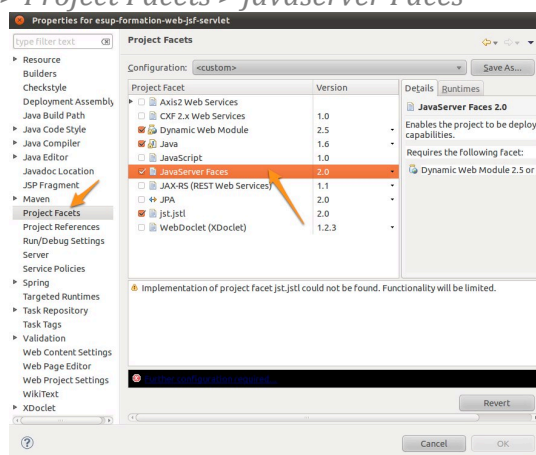 > Project Facets > JavaServer Faces
Properties for esup-formation-web-jsf-servlet
type filter text
Project Facets
Resource
Builders
Checkstyle
Deployment Assembly
Java Build Path
Java Code Style
Java Compiler
Java Editor
Javadoc Location
JSP Fragment
Maven
Project Facets
Project References
Run/Debug Settings
Server
Service Policies
Spring
Targeted Runtimes
Task Repository
Task Tags
Validation
Web Content Settings
Web Page Editor
Web Project Settings
WikiText
XDoclet
Configuration: <custom>
Save As...
Project Facet Version
Axis2 Web Services
CXF 2.x Web Services 1.0
Dynamic Web Module 2.5
Java 1.6
JavaScript 1.0
JavaServer Faces 2.0
JAX-RS (REST Web Services) 1.1
JPA 2.0
jst.jstl 2.0
WebDoclet (XDoclet) 1.2.3
Details Runtimes
JavaServer Faces 2.0
Enables the project to be deploy
capabilities.
Requires the following facet:
Dynamic Web Module 2.5 or
Implementation of project facet jst.jstl could not be found. Functionality will be limited.
Further configuration required...
Revert
Cancel
OK